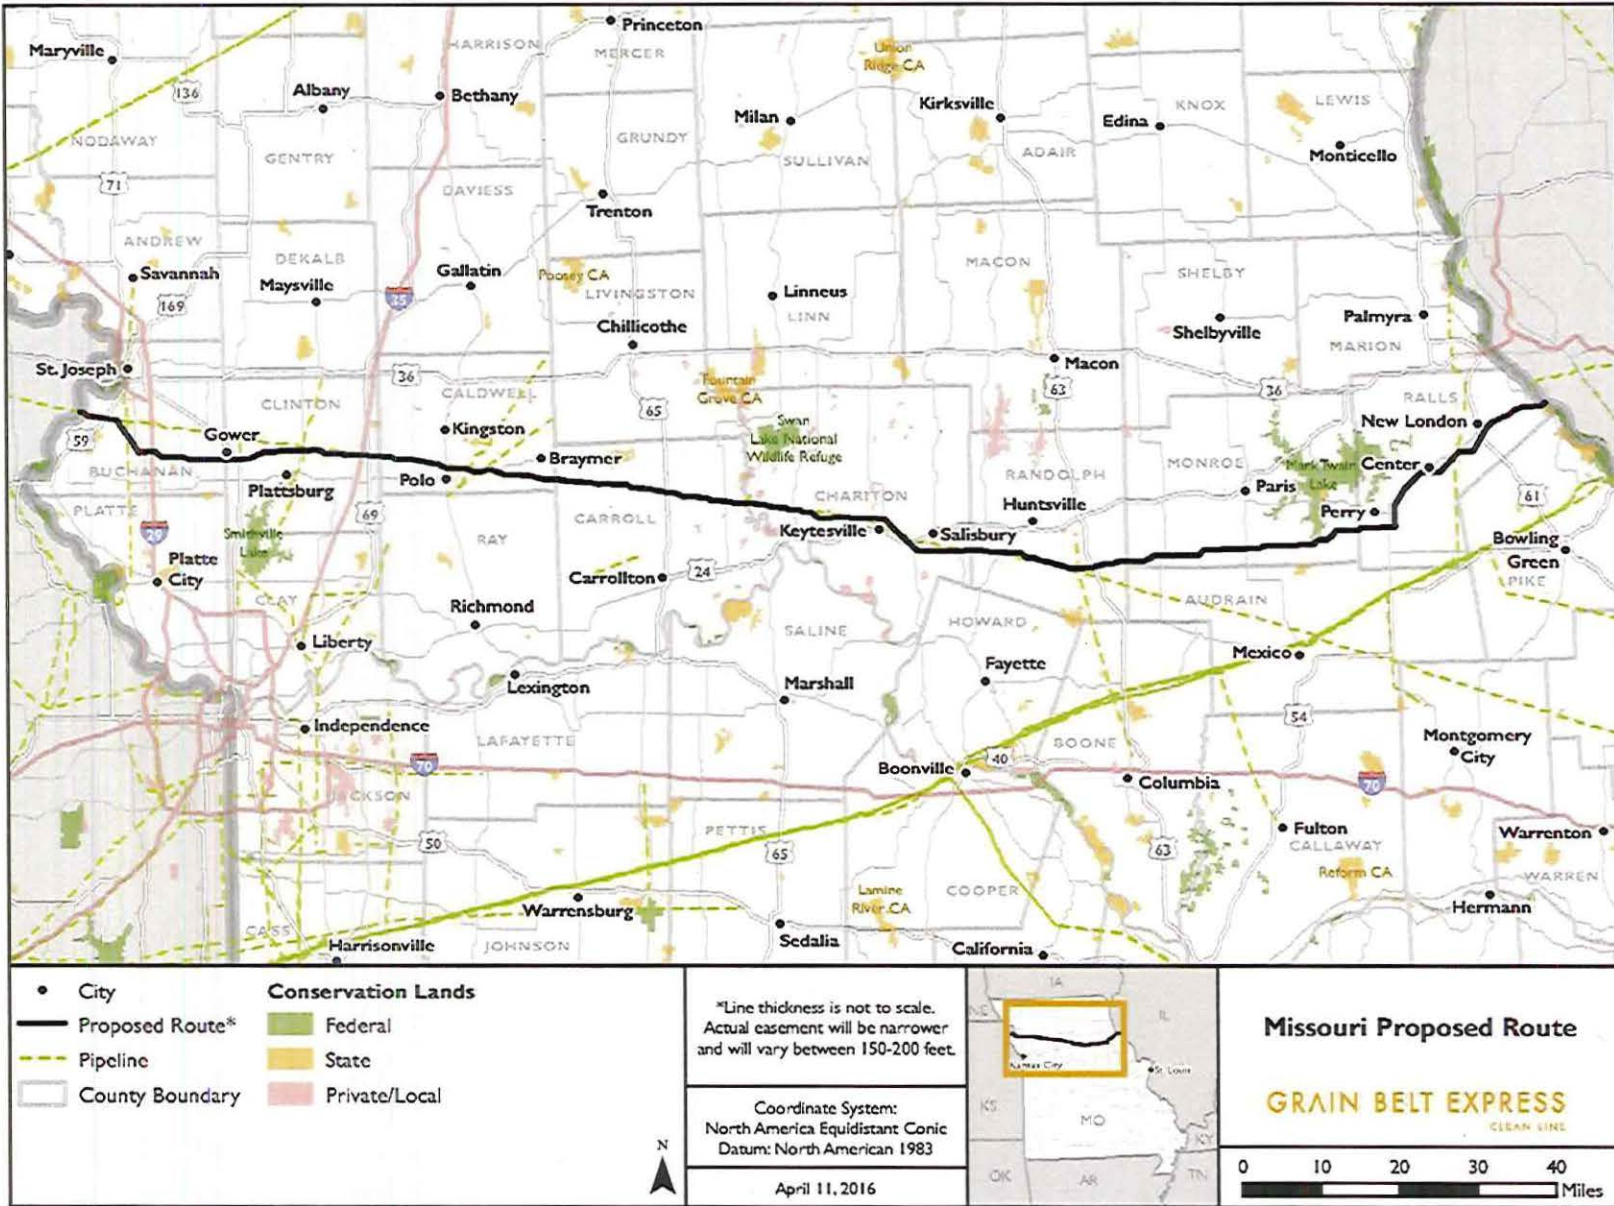 Princeton
HARRISON
MERCER
Maryville
Union
Ridge CA
136
Albany
Bethany
Kirksville
KNOX
LEWIS
Milan
Edina
NODAWAY
GENTRY
GRUNDY
SULLIVAN
ADAIR
Monticello
71
DAVIESS
Trenton
ANDREW
DEKALB
MACON
Savannah
Maysville
Gallatin
Poosey CA
SHELBY
169
35
LIVINGSTON
Linneus
LINN
Chillicothe
Shelbyville
Palmyra
MARION
St. Joseph
36
Macon
Fountain
Grove CA
63
36
CLINTON
CALDWELL
65
RALLS
59
Gower
Kingston
Swan
Lake National
Wildlife Refuge
New London
BUCHANAN
Plattsburg
Polo
Braymer
RANDOLPH
MONROE
Mark Twain
Lake
Center
Paris
61
PLATTE
69
CARROLL
CHARITON
Huntsville
Perry
29
Smithville
Lake
RAY
Keytesville
Salisbury
Bowling
Green
Platte
City
Carrollton
24
PIKE
CLAY
Richmond
AUDRAIN
SALINE
HOWARD
Liberty
Mexico
Lexington
Fayette
Marshall
Independence
54
LAFAYETTE
BOONE
Montgomery
City
70
Boonville
40
Columbia
70
JACKSON
PETTIS
Fulton
CALLAWAY
Warrenton
50
65
63
Reform CA
WARREN
Lamine
River CA
COOPER
Hermann
Warrensburg
CASS
Harrisonville
JOHNSON
Sedalia
California
City
Proposed Route*
Pipeline
County Boundary
Conservation Lands
Federal
State
Private/Local
N
*Line thickness is not to scale.
Actual easement will be narrower
and will vary between 150-200 feet.
Coordinate System:
North America Equidistant Conic
Datum: North American 1983
April 11, 2016
IA
NE
IL
Kansas City
St. Louis
KS
MO
KY
OK
AR
TN
Missouri Proposed Route
GRAIN BELT EXPRESS
CLEAN LINE
0 10 20 30 40
Miles